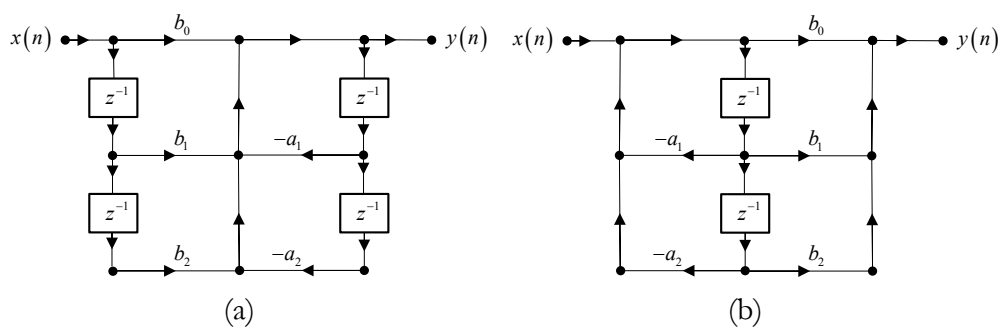 x(n) b₀ y(n) x(n) b₀ y(n)
z⁻¹ z⁻¹ z⁻¹
b₁ −a₁ −a₁ b₁
z⁻¹ z⁻¹ z⁻¹
b₂ −a₂ −a₂ b₂
(a) (b)